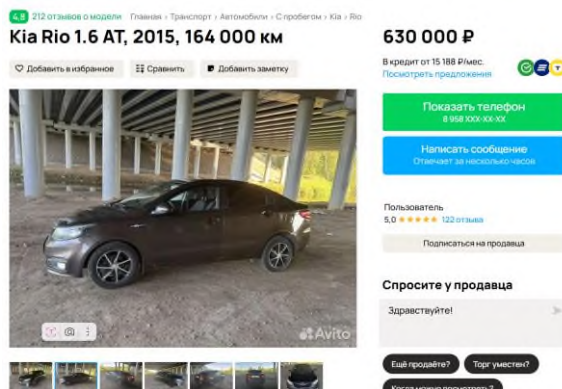 4,8 212 отзывов о модели Главная › Транспорт › Автомобили › С пробегом › Kia › Rio
Kia Rio 1.6 AT, 2015, 164 000 км
Добавить в избранное Сравнить Добавить заметку
Avito
630 000 ₽
В кредит от 15 188 ₽/мес.
Посмотреть предложения
Показать телефон
8 958 XXX-XX-XX
Написать сообщение
Отвечает за несколько часов
Пользователь
5,0 ★★★★★ 122 отзыва
Подписаться на продавца
Спросите у продавца
Здравствуйте!
Ещё продаёте? Торг уместен?
Когда можно посмотреть?